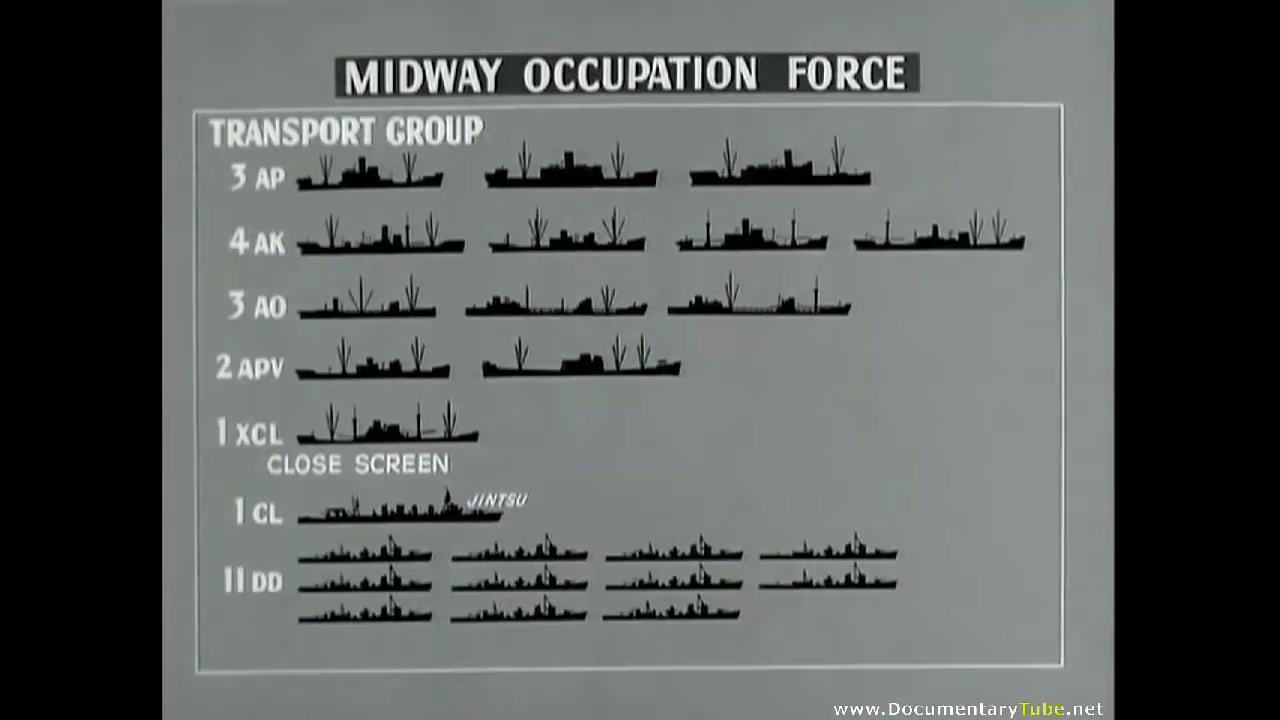 MIDWAY OCCUPATION FORCE
TRANSPORT GROUP
3 AP
4 AK
3 AO
2 APV
1 XCL
CLOSE SCREEN
1 CL JINTSU
11 DD
www.DocumentaryTube.net